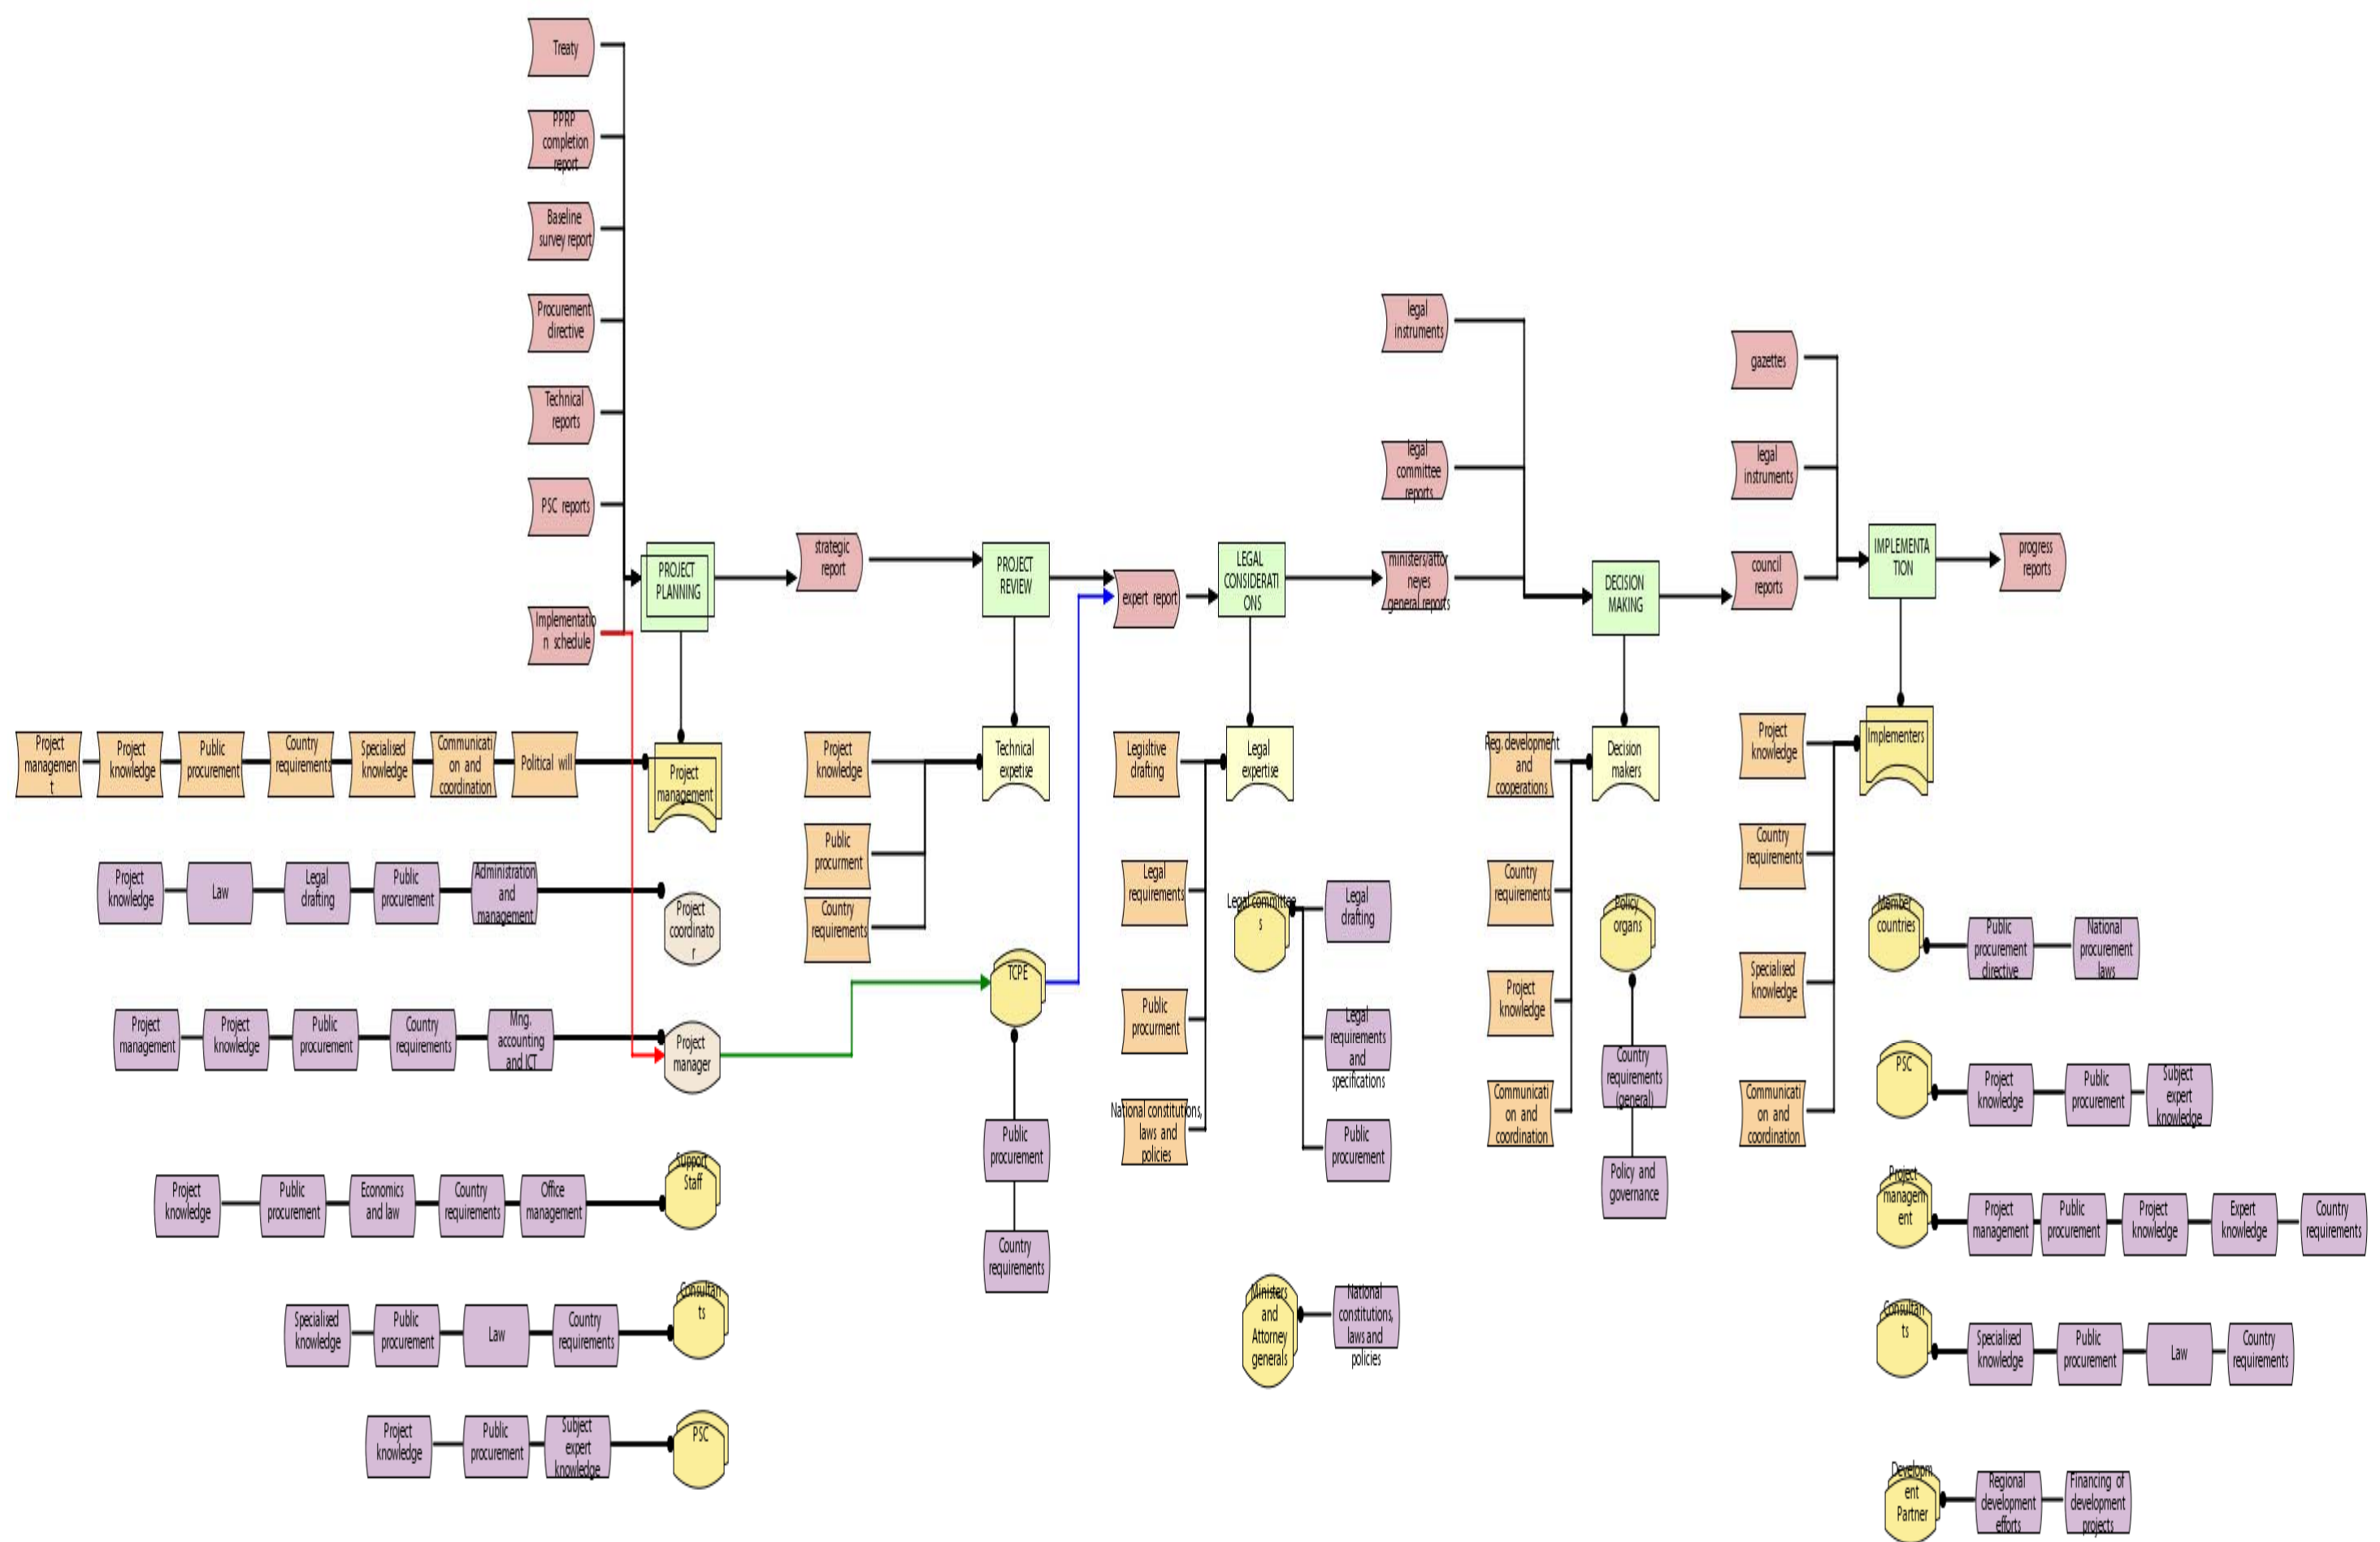 Treaty
PPRP
completion
report
Baseline
survey report
Procurement
directive
Technical
reports
PSC reports
Implementatio
n schedule
PROJECT
PLANNING
strategic
report
PROJECT
REVIEW
expert report
LEGAL
CONSIDERATI
ONS
legal
instruments
legal
committee
reports
ministers/attor
neyes
general reports
DECISION
MAKING
gazettes
legal
instruments
council
reports
IMPLEMENTA
TION
progress
reports
Project
managemen
t
Project
knowledge
Public
procurement
Country
requirements
Specialised
knowledge
Communicati
on and
coordination
Political will
Project
management
Project
knowledge
Law
Legal
drafting
Public
procurement
Administration
and
management
Project
coordinato
r
Project
management
Project
knowledge
Public
procurement
Country
requirements
Mng.
accounting
and ICT
Project
manager
Project
knowledge
Public
procurement
Economics
and law
Country
requirements
Office
management
Support
Staff
Specialised
knowledge
Public
procurement
Law
Country
requirements
Consultan
ts
Project
knowledge
Public
procurement
Subject
expert
knowledge
PSC
Project
knowledge
Public
procurment
Country
requirements
Technical
expetise
TCPE
Public
procurement
Country
requirements
Legisltive
drafting
Legal
requirements
Public
procurment
National constitutions,
laws and
policies
Legal
expertise
Legal committee
s
Legal
drafting
Legal
requirements
and
specifications
Public
procurement
Ministers
and
Attorney
generals
National
constitutions,
laws and
policies
Reg. development
and
cooperations
Country
requirements
Project
knowledge
Communicati
on and
coordination
Decision
makers
Policy
organs
Country
requirements
(general)
Policy and
governance
Project
knowledge
Country
requirements
Specialised
knowledge
Communicati
on and
coordination
Implementers
Member
countries
Public
procurement
directive
National
procurement
laws
PSC
Project
knowledge
Public
procurement
Subject
expert
knowledge
Project
managem
ent
Project
management
Public
procurement
Project
knowledge
Expert
knowledge
Country
requirements
Consultan
ts
Specialised
knowledge
Public
procurement
Law
Country
requirements
Developm
ent
Partner
Regional
development
efforts
Financing of
development
projects